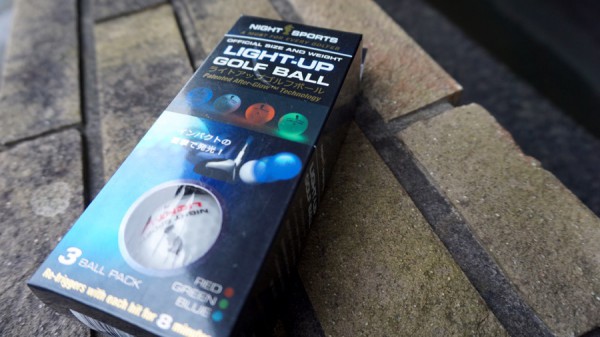 NIGHT SPORTS
OFFICIAL SIZE AND WEIGHT
LIGHT-UP
GOLF BALL
ライトアップゴルフボール
Patented After-Glow™ Technology
インパクトの
衝撃で発光！
3 BALL PACK
RED
GREEN
BLUE
Re-triggers with each hit for 8 minutes